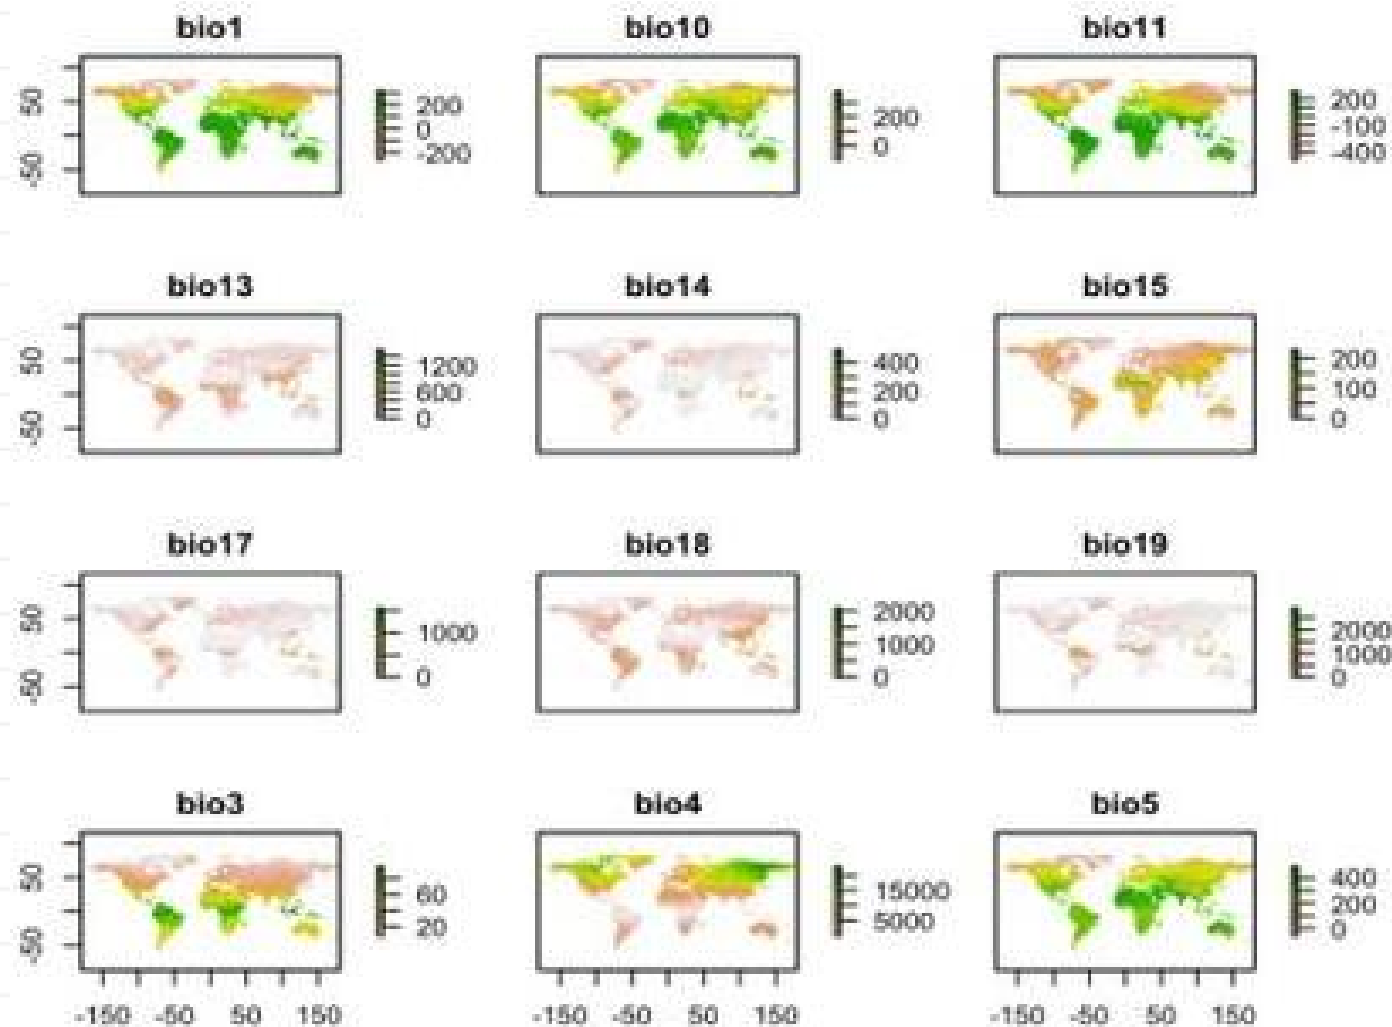 bio1 bio10 bio11
50 200 200 200
0 0 -100
-50 -200 -400
bio13 bio14 bio15
50 1200 400 200
600 200 100
-50 0 0 0
bio17 bio18 bio19
50 1000 2000 2000
1000 1000
-50 0 0 0
bio3 bio4 bio5
50 60 15000 400
20 5000 200
-50 0
-150 -50 50 150 -150 -50 50 150 -150 -50 50 150